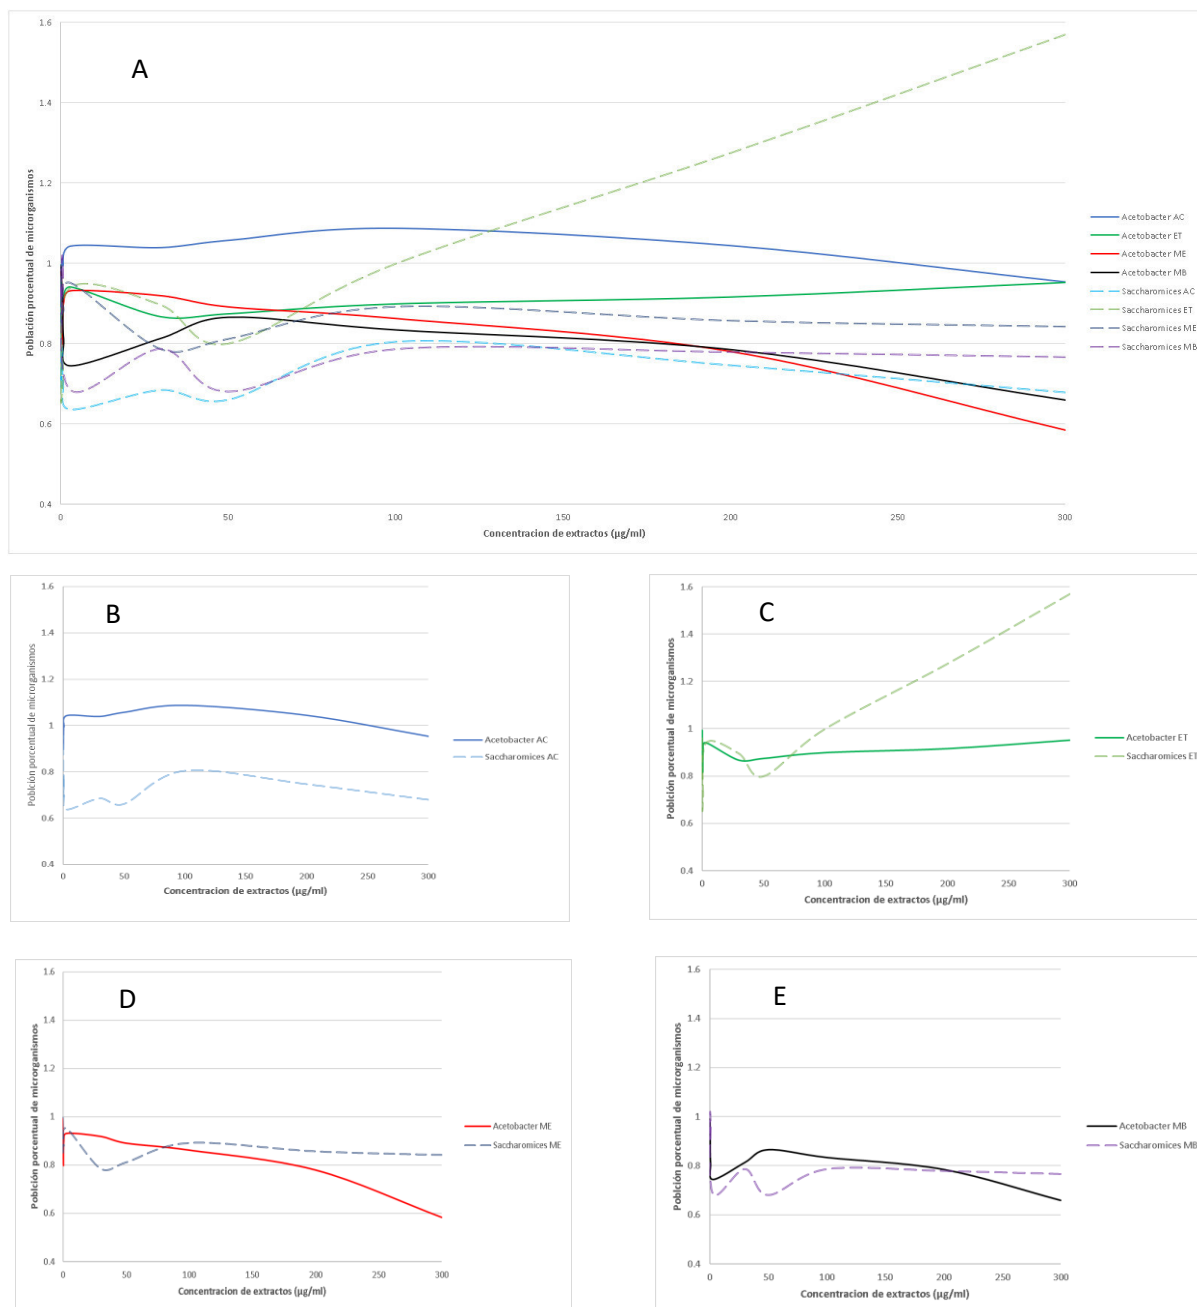 A
1.6
1.4
1.2
1
0.8
0.6
0.4
0
50
100
150
200
250
300
Población procentual de microrganismos
Concentracion de extractos (µg/ml)
Acetobacter AC
Acetobacter ET
Acetobacter ME
Acetobacter MB
Saccharomices AC
Saccharomices ET
Saccharomices ME
Saccharomices MB
B
1.6
1.4
1.2
1
0.8
0.6
0.4
0
50
100
150
200
250
300
Poblción porcentual de microrganismos
Concentracion de extractos (µg/ml)
Acetobacter AC
Saccharomices AC
C
1.6
1.4
1.2
1
0.8
0.6
0.4
0
50
100
150
200
250
300
Poblción porcentual de microrganismos
Concentracion de extractos (µg/ml)
Acetobacter ET
Saccharomices ET
D
1.6
1.4
1.2
1
0.8
0.6
0.4
0
50
100
150
200
250
300
Poblción porcentual de microrganismos
Concentracion de extractos (µg/ml)
Acetobacter ME
Saccharomices ME
E
1.6
1.4
1.2
1
0.8
0.6
0.4
0
50
100
150
200
250
300
Poblción porcentual de microrganismos
Concentracion de extractos (µg/ml)
Acetobacter MB
Saccharomices MB